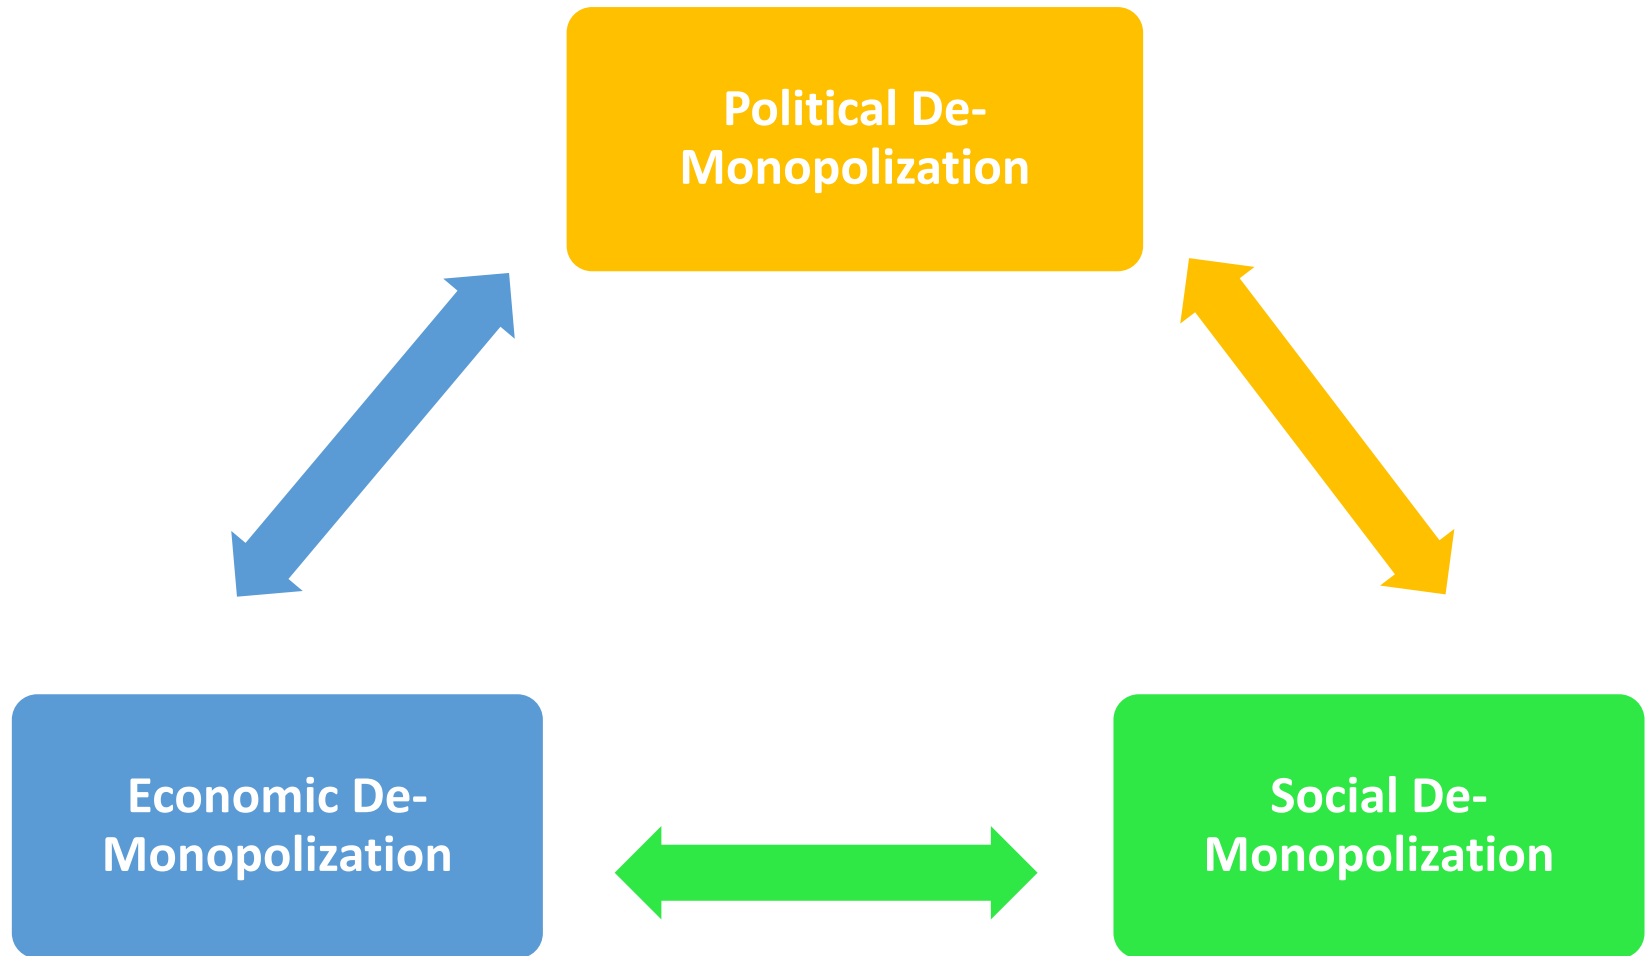 Political De-
Monopolization
Economic De-
Monopolization
Social De-
Monopolization